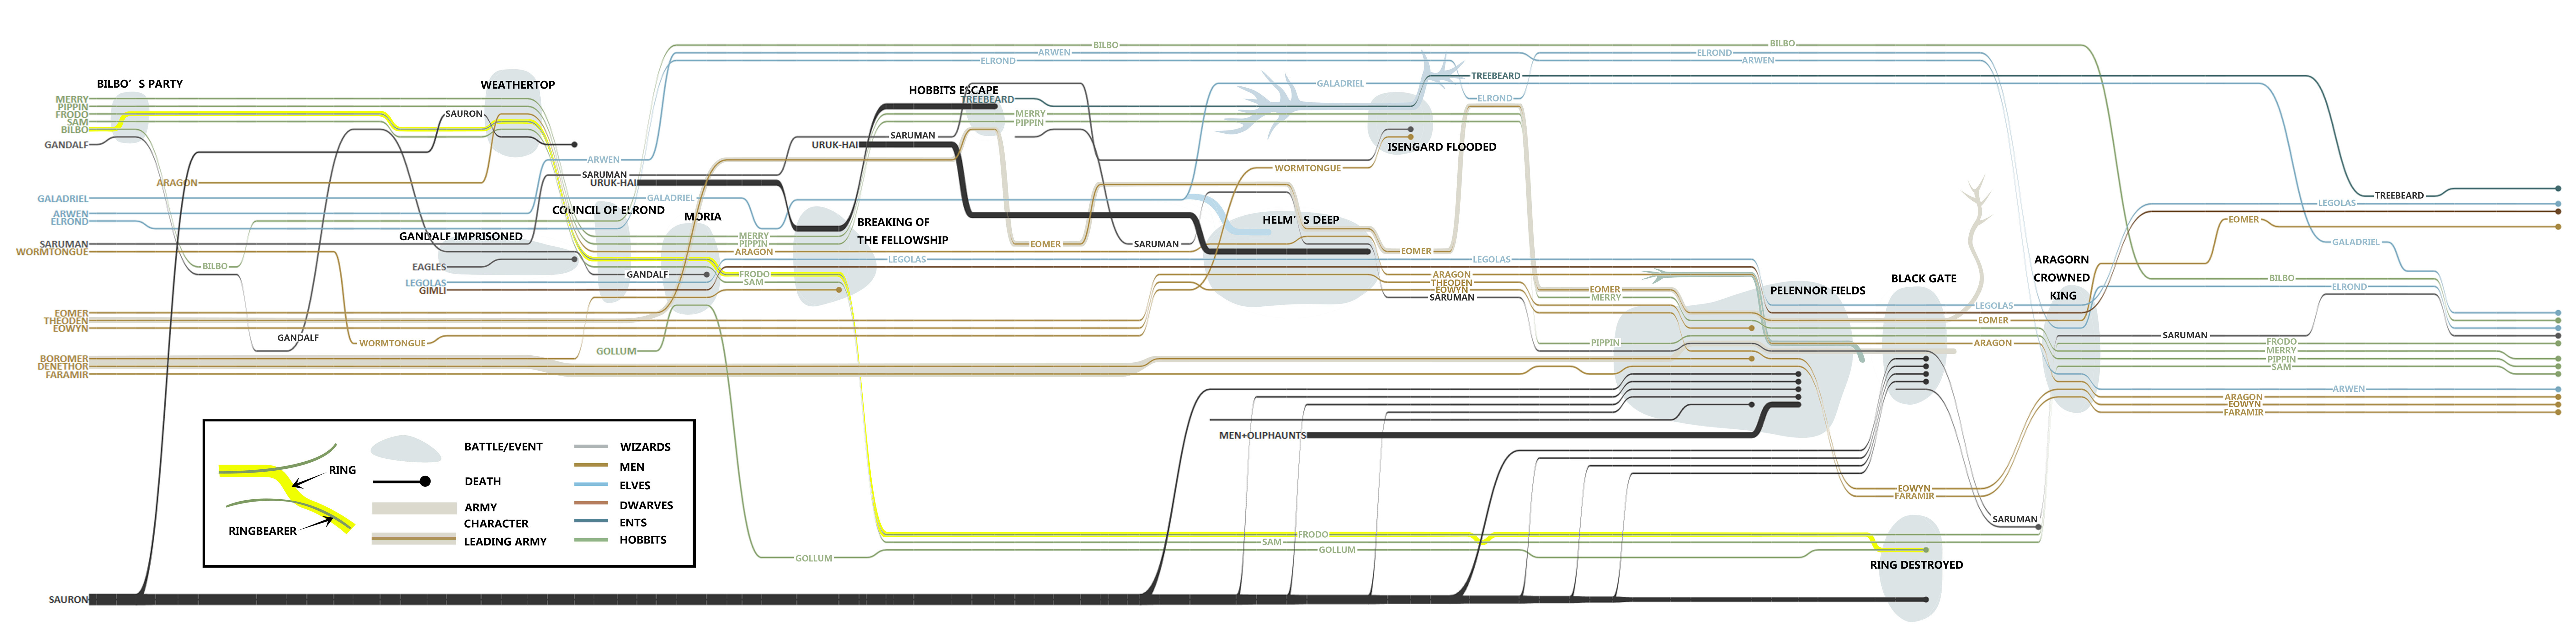 BILBO'S PARTY
MERRY
PIPPIN
FRODO
SAM
BILBO
GANDALF
ARAGON
GALADRIEL
ARWEN
ELROND
SARUMAN
WORMTONGUE
EOMER
THEODEN
EOWYN
BOROMER
DENETHOR
FARAMIR
SAURON
BILBO
GANDALF
WORMTONGUE
WEATHERTOP
SAURON
GANDALF IMPRISONED
EAGLES
LEGOLAS
GIMLI
COUNCIL OF ELROND
ARWEN
SARUMAN
URUK-HAI
GALADRIEL
MORIA
GANDALF
GOLLUM
MERRY
PIPPIN
ARAGON
FRODO
SAM
GOLLUM
BREAKING OF
THE FELLOWSHIP
LEGOLAS
URUK-HAI
SARUMAN
HOBBITS ESCAPE
TREEBEARD
MERRY
PIPPIN
BILBO
ARWEN
ELROND
EOMER
SARUMAN
HELM'S DEEP
WORMTONGUE
GALADRIEL
ISENGARD FLOODED
TREEBEARD
ELROND
EOMER
LEGOLAS
ARAGON
THEODEN
EOWYN
SARUMAN
MEN+OLIPHAUNTS
FRODO
SAM
GOLLUM
EOMER
MERRY
PIPPIN
ELROND
BILBO
ARWEN
PELENNOR FIELDS
BLACK GATE
LEGOLAS
EOMER
ARAGON
EOWYN
FARAMIR
SARUMAN
RING DESTROYED
ARAGORN
CROWNED
KING
SARUMAN
EOMER
TREEBEARD
LEGOLAS
GALADRIEL
BILBO
ELROND
FRODO
MERRY
PIPPIN
SAM
ARWEN
ARAGON
EOWYN
FARAMIR
RING
RINGBEARER
BATTLE/EVENT
DEATH
ARMY
CHARACTER
LEADING ARMY
WIZARDS
MEN
ELVES
DWARVES
ENTS
HOBBITS